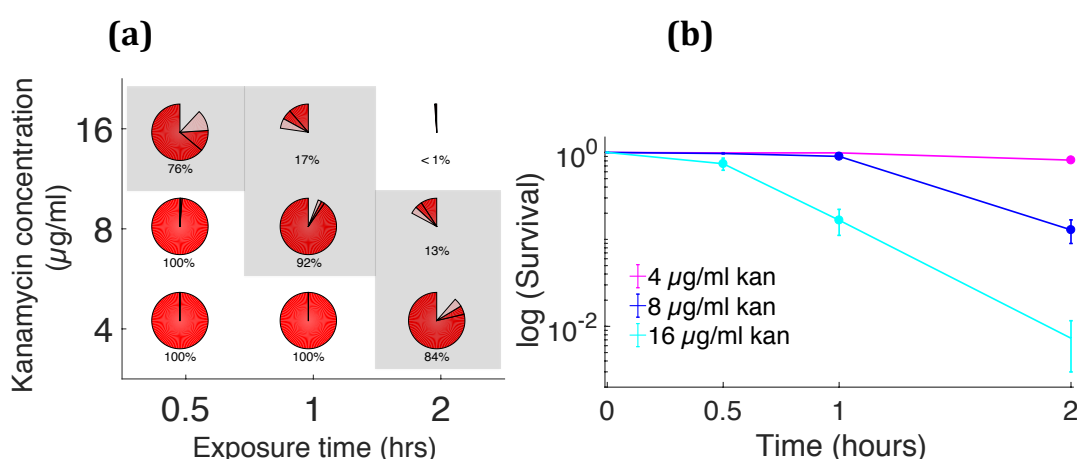 (a)
Kanamycin concentration
(µg/ml)
16
8
4
76%
17%
< 1%
100%
92%
13%
100%
100%
84%
0.5
1
2
Exposure time (hrs)
(b)
log (Survival)
10⁰
10⁻²
4 µg/ml kan
8 µg/ml kan
16 µg/ml kan
0
0.5
1
2
Time (hours)